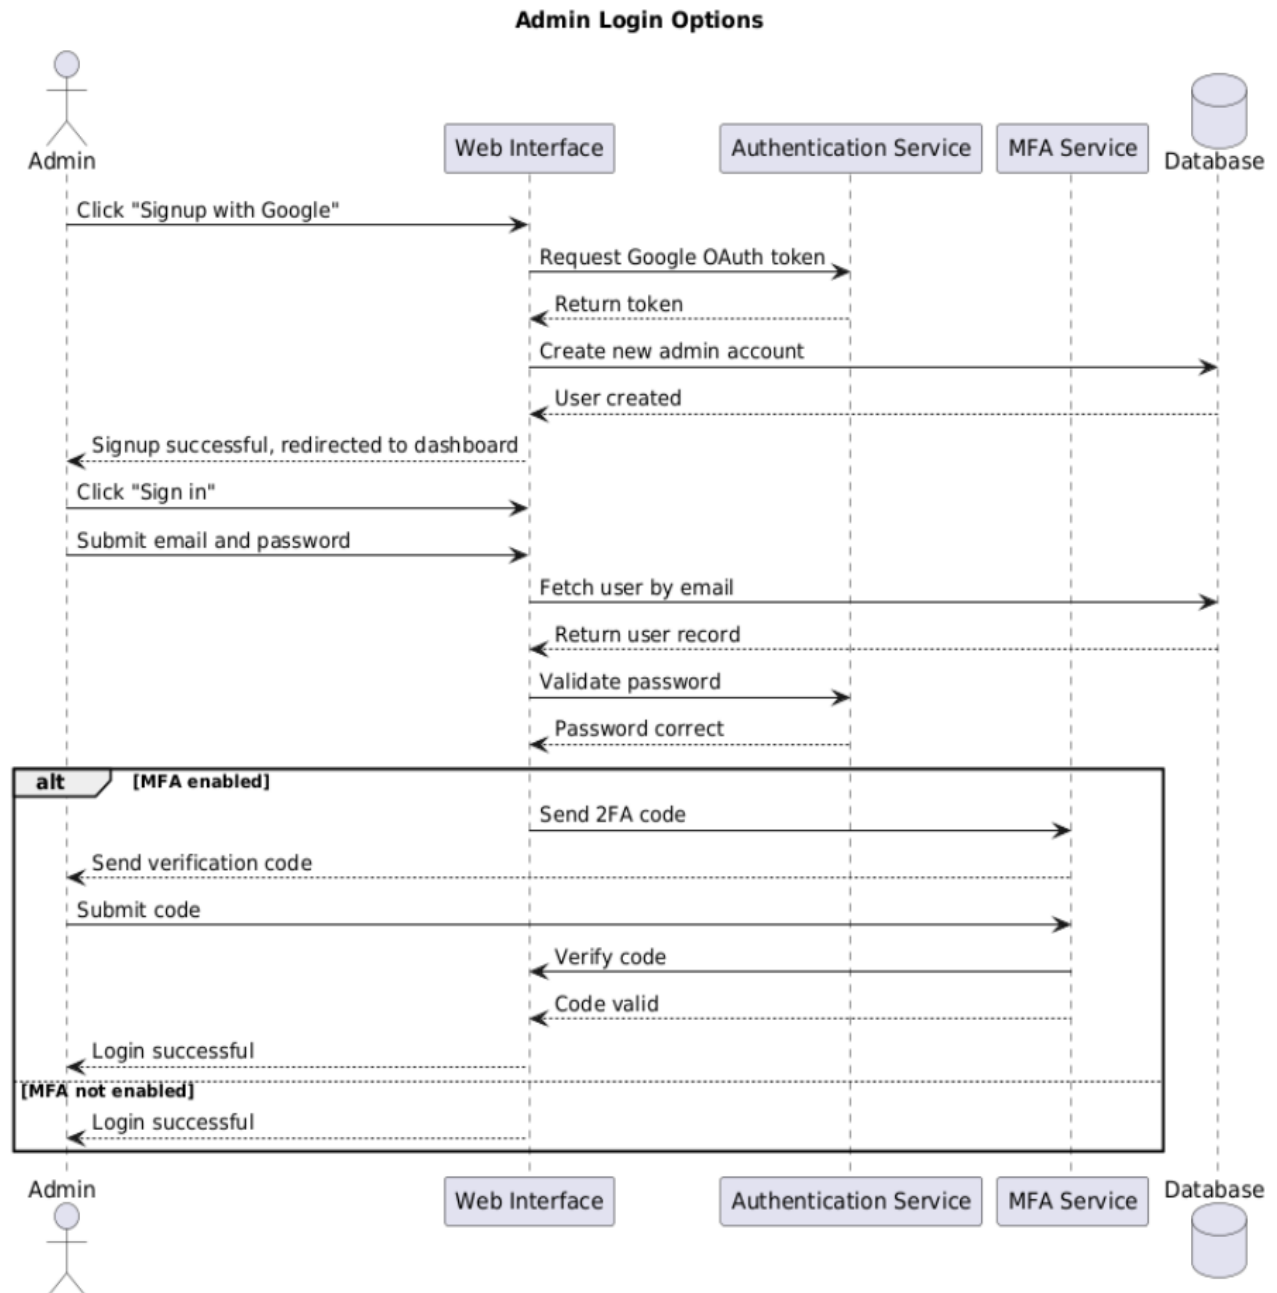 Admin Login Options
Admin
Web Interface
Authentication Service
MFA Service
Database
Click "Signup with Google"
Request Google OAuth token
Return token
Create new admin account
User created
Signup successful, redirected to dashboard
Click "Sign in"
Submit email and password
Fetch user by email
Return user record
Validate password
Password correct
alt [MFA enabled]
Send 2FA code
Send verification code
Submit code
Verify code
Code valid
Login successful
[MFA not enabled]
Login successful
Admin
Web Interface
Authentication Service
MFA Service
Database